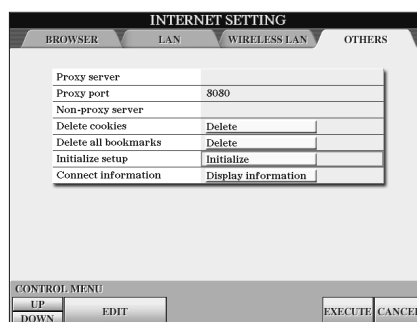 INTERNET SETTING
BROWSER LAN WIRELESS LAN OTHERS
Proxy server
Proxy port 8080
Non-proxy server
Delete cookies Delete
Delete all bookmarks Delete
Initialize setup Initialize
Connect information Display information
CONTROL MENU
UP
DOWN EDIT EXECUTE CANCEL